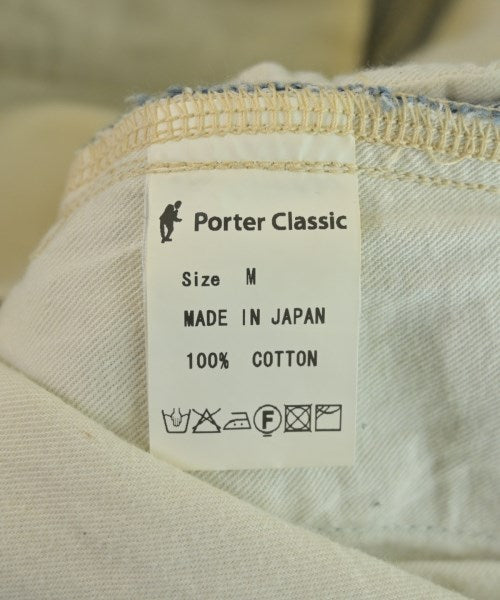 Porter Classic
Size M
MADE IN JAPAN
100% COTTON
F